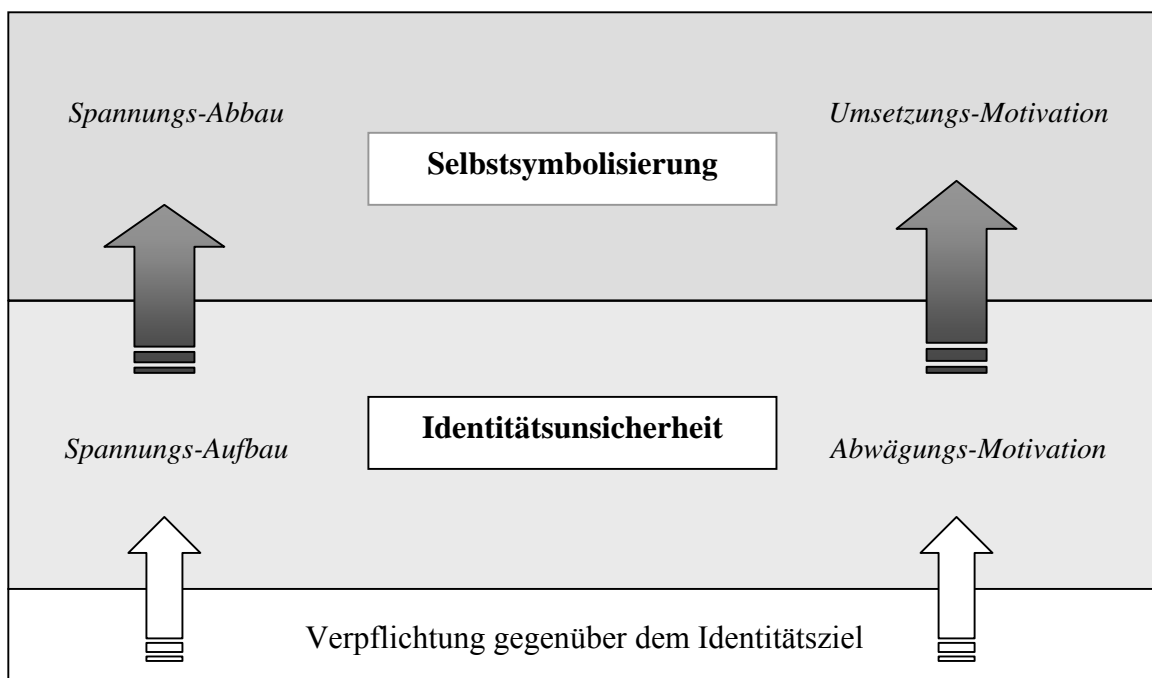 Spannungs-Abbau
Umsetzungs-Motivation
Selbstsymbolisierung
Identitätsunsicherheit
Spannungs-Aufbau
Abwägungs-Motivation
Verpflichtung gegenüber dem Identitätsziel